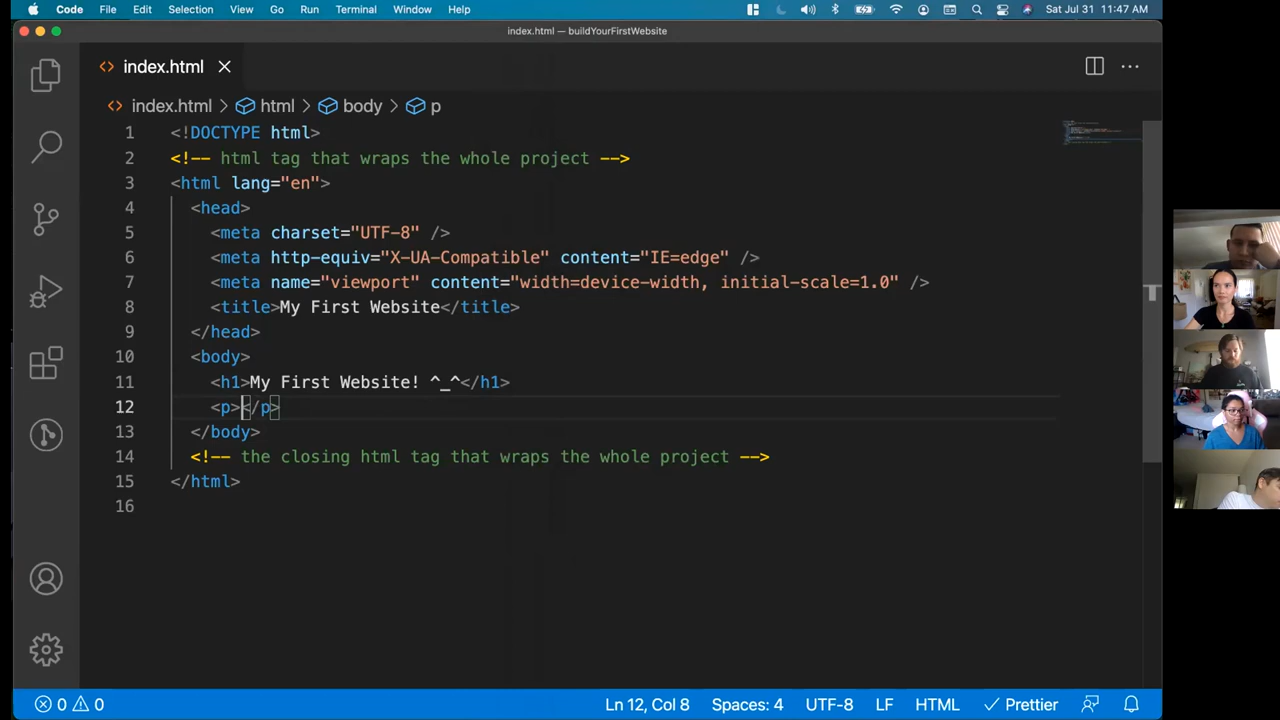 Code File Edit Selection View Go Run Terminal Window Help Sat Jul 31 11:47 AM
index.html — buildYourFirstWebsite
index.html
index.html > html > body > p
1 <!DOCTYPE html>
2 <!-- html tag that wraps the whole project -->
3 <html lang="en">
4 <head>
5 <meta charset="UTF-8" />
6 <meta http-equiv="X-UA-Compatible" content="IE=edge" />
7 <meta name="viewport" content="width=device-width, initial-scale=1.0" />
8 <title>My First Website</title>
9 </head>
10 <body>
11 <h1>My First Website! ^_^</h1>
12 <p></p>
13 </body>
14 <!-- the closing html tag that wraps the whole project -->
15 </html>
16
0 0 Ln 12, Col 8 Spaces: 4 UTF-8 LF HTML Prettier